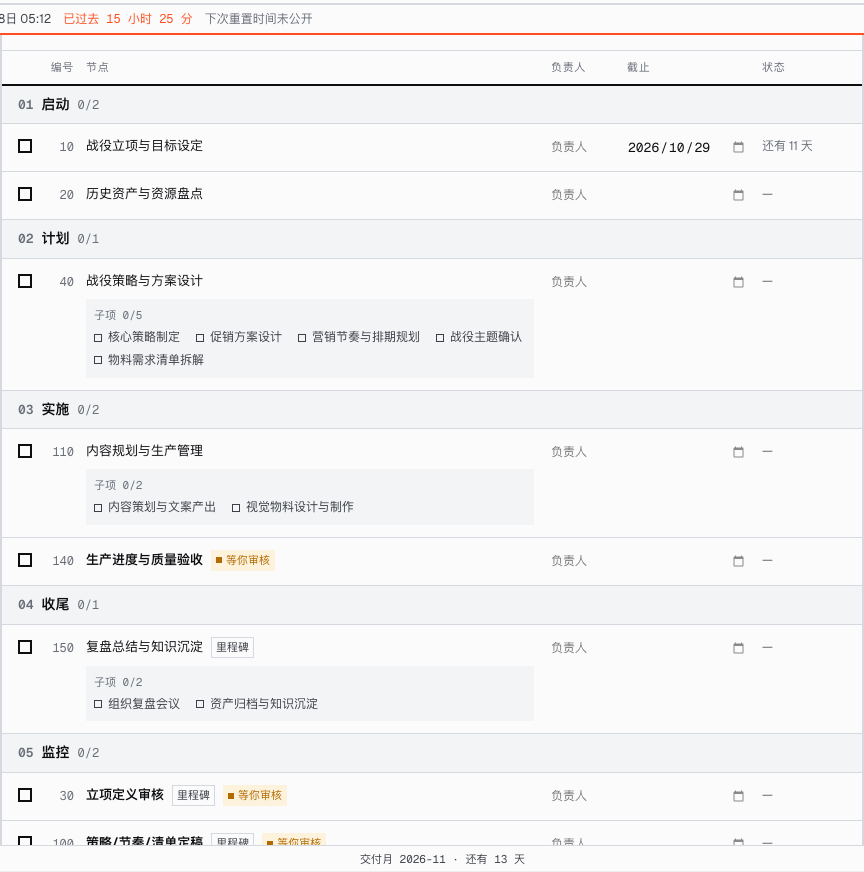 8日 05:12 已过去 15 小时 25 分 下次重置时间未公开
编号 节点 负责人 截止 状态
01 启动 0/2
10 战役立项与目标设定 负责人 2026/10/29 还有 11 天
20 历史资产与资源盘点 负责人 —
02 计划 0/1
40 战役策略与方案设计 负责人 —
子项 0/5
核心策略制定 促销方案设计 营销节奏与排期规划 战役主题确认
物料需求清单拆解
03 实施 0/2
110 内容规划与生产管理 负责人 —
子项 0/2
内容策划与文案产出 视觉物料设计与制作
140 生产进度与质量验收 等你审核 负责人 —
04 收尾 0/1
150 复盘总结与知识沉淀 里程碑 负责人 —
子项 0/2
组织复盘会议 资产归档与知识沉淀
05 监控 0/2
30 立项定义审核 里程碑 等你审核 负责人 —
100 策略/节奏/清单定稿 里程碑 等你审核 负责人 —
交付月 2026-11 · 还有 13 天